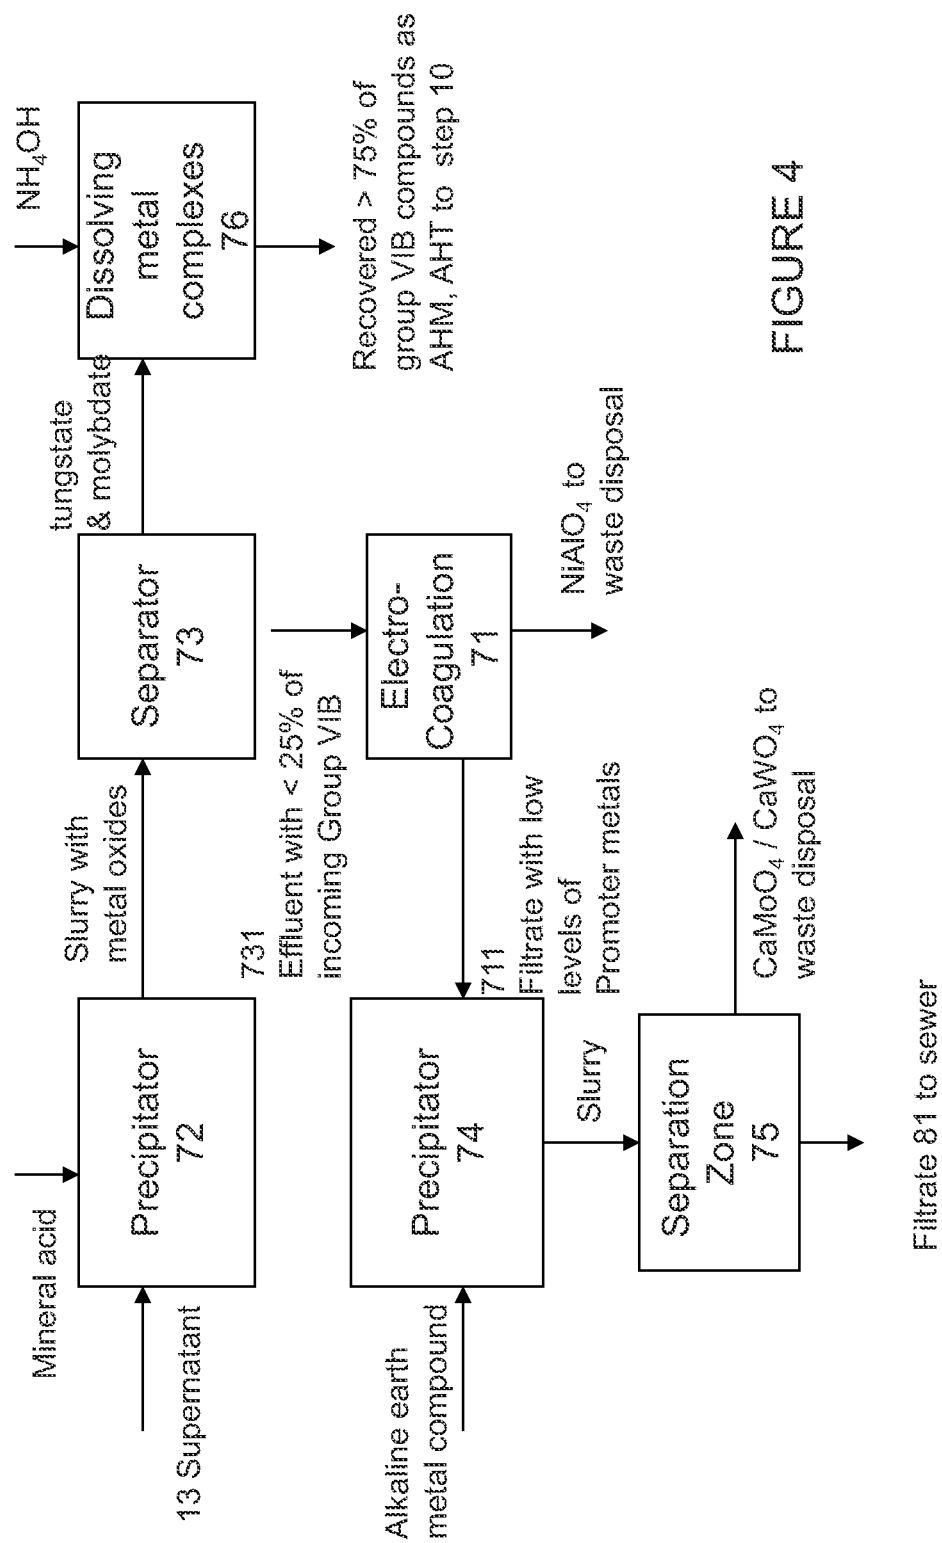 Mineral acid
13 Supernatant
Precipitator
72
Slurry with
metal oxides
Separator
73
tungstate
& molybdate
NH₄OH
Dissolving
metal
complexes
76
Recovered > 75% of
group VIB compounds as
AHM, AHT to step 10
731
Effluent with < 25% of
incoming Group VIB
Electro-
Coagulation
71
NiAlO₄ to
waste disposal
711
Filtrate with low
levels of
Promoter metals
Alkaline earth
metal compound
Precipitator
74
Slurry
Separation
Zone
75
CaMoO₄ / CaWO₄ to
waste disposal
Filtrate 81 to sewer
FIGURE 4